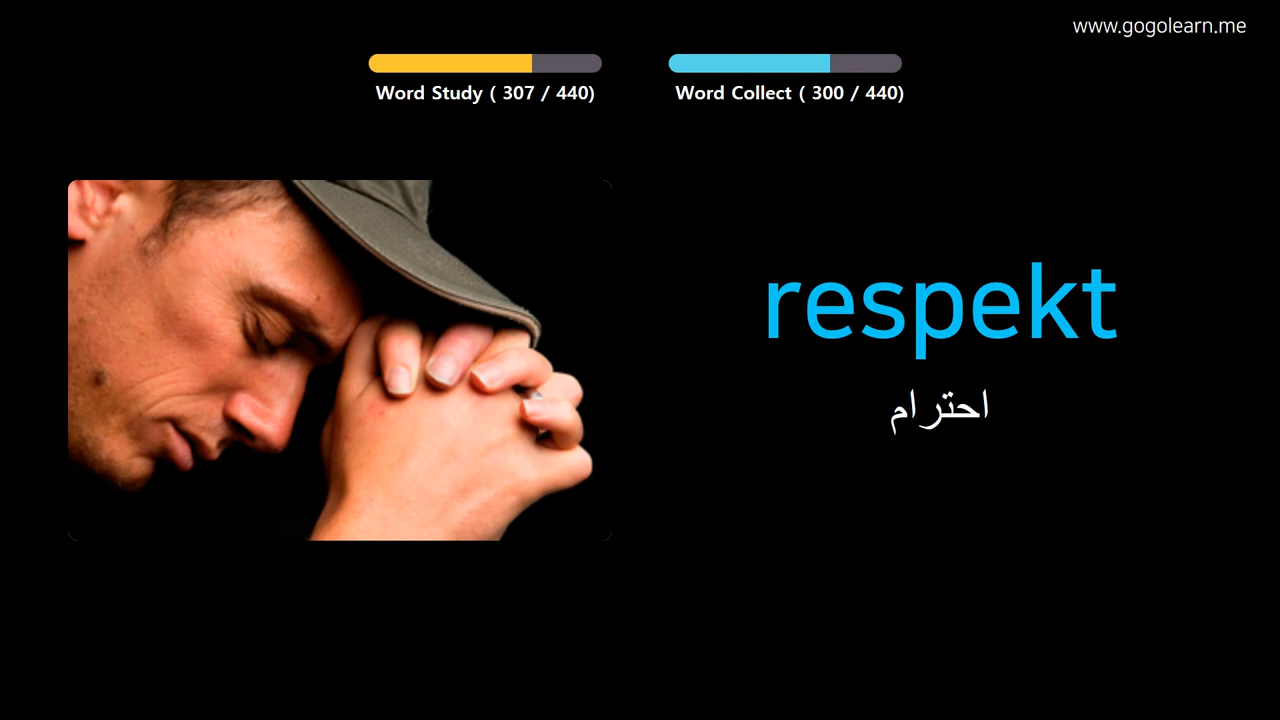 www.gogolearn.me
Word Study ( 307 / 440)
Word Collect ( 300 / 440)
respekt
احترام